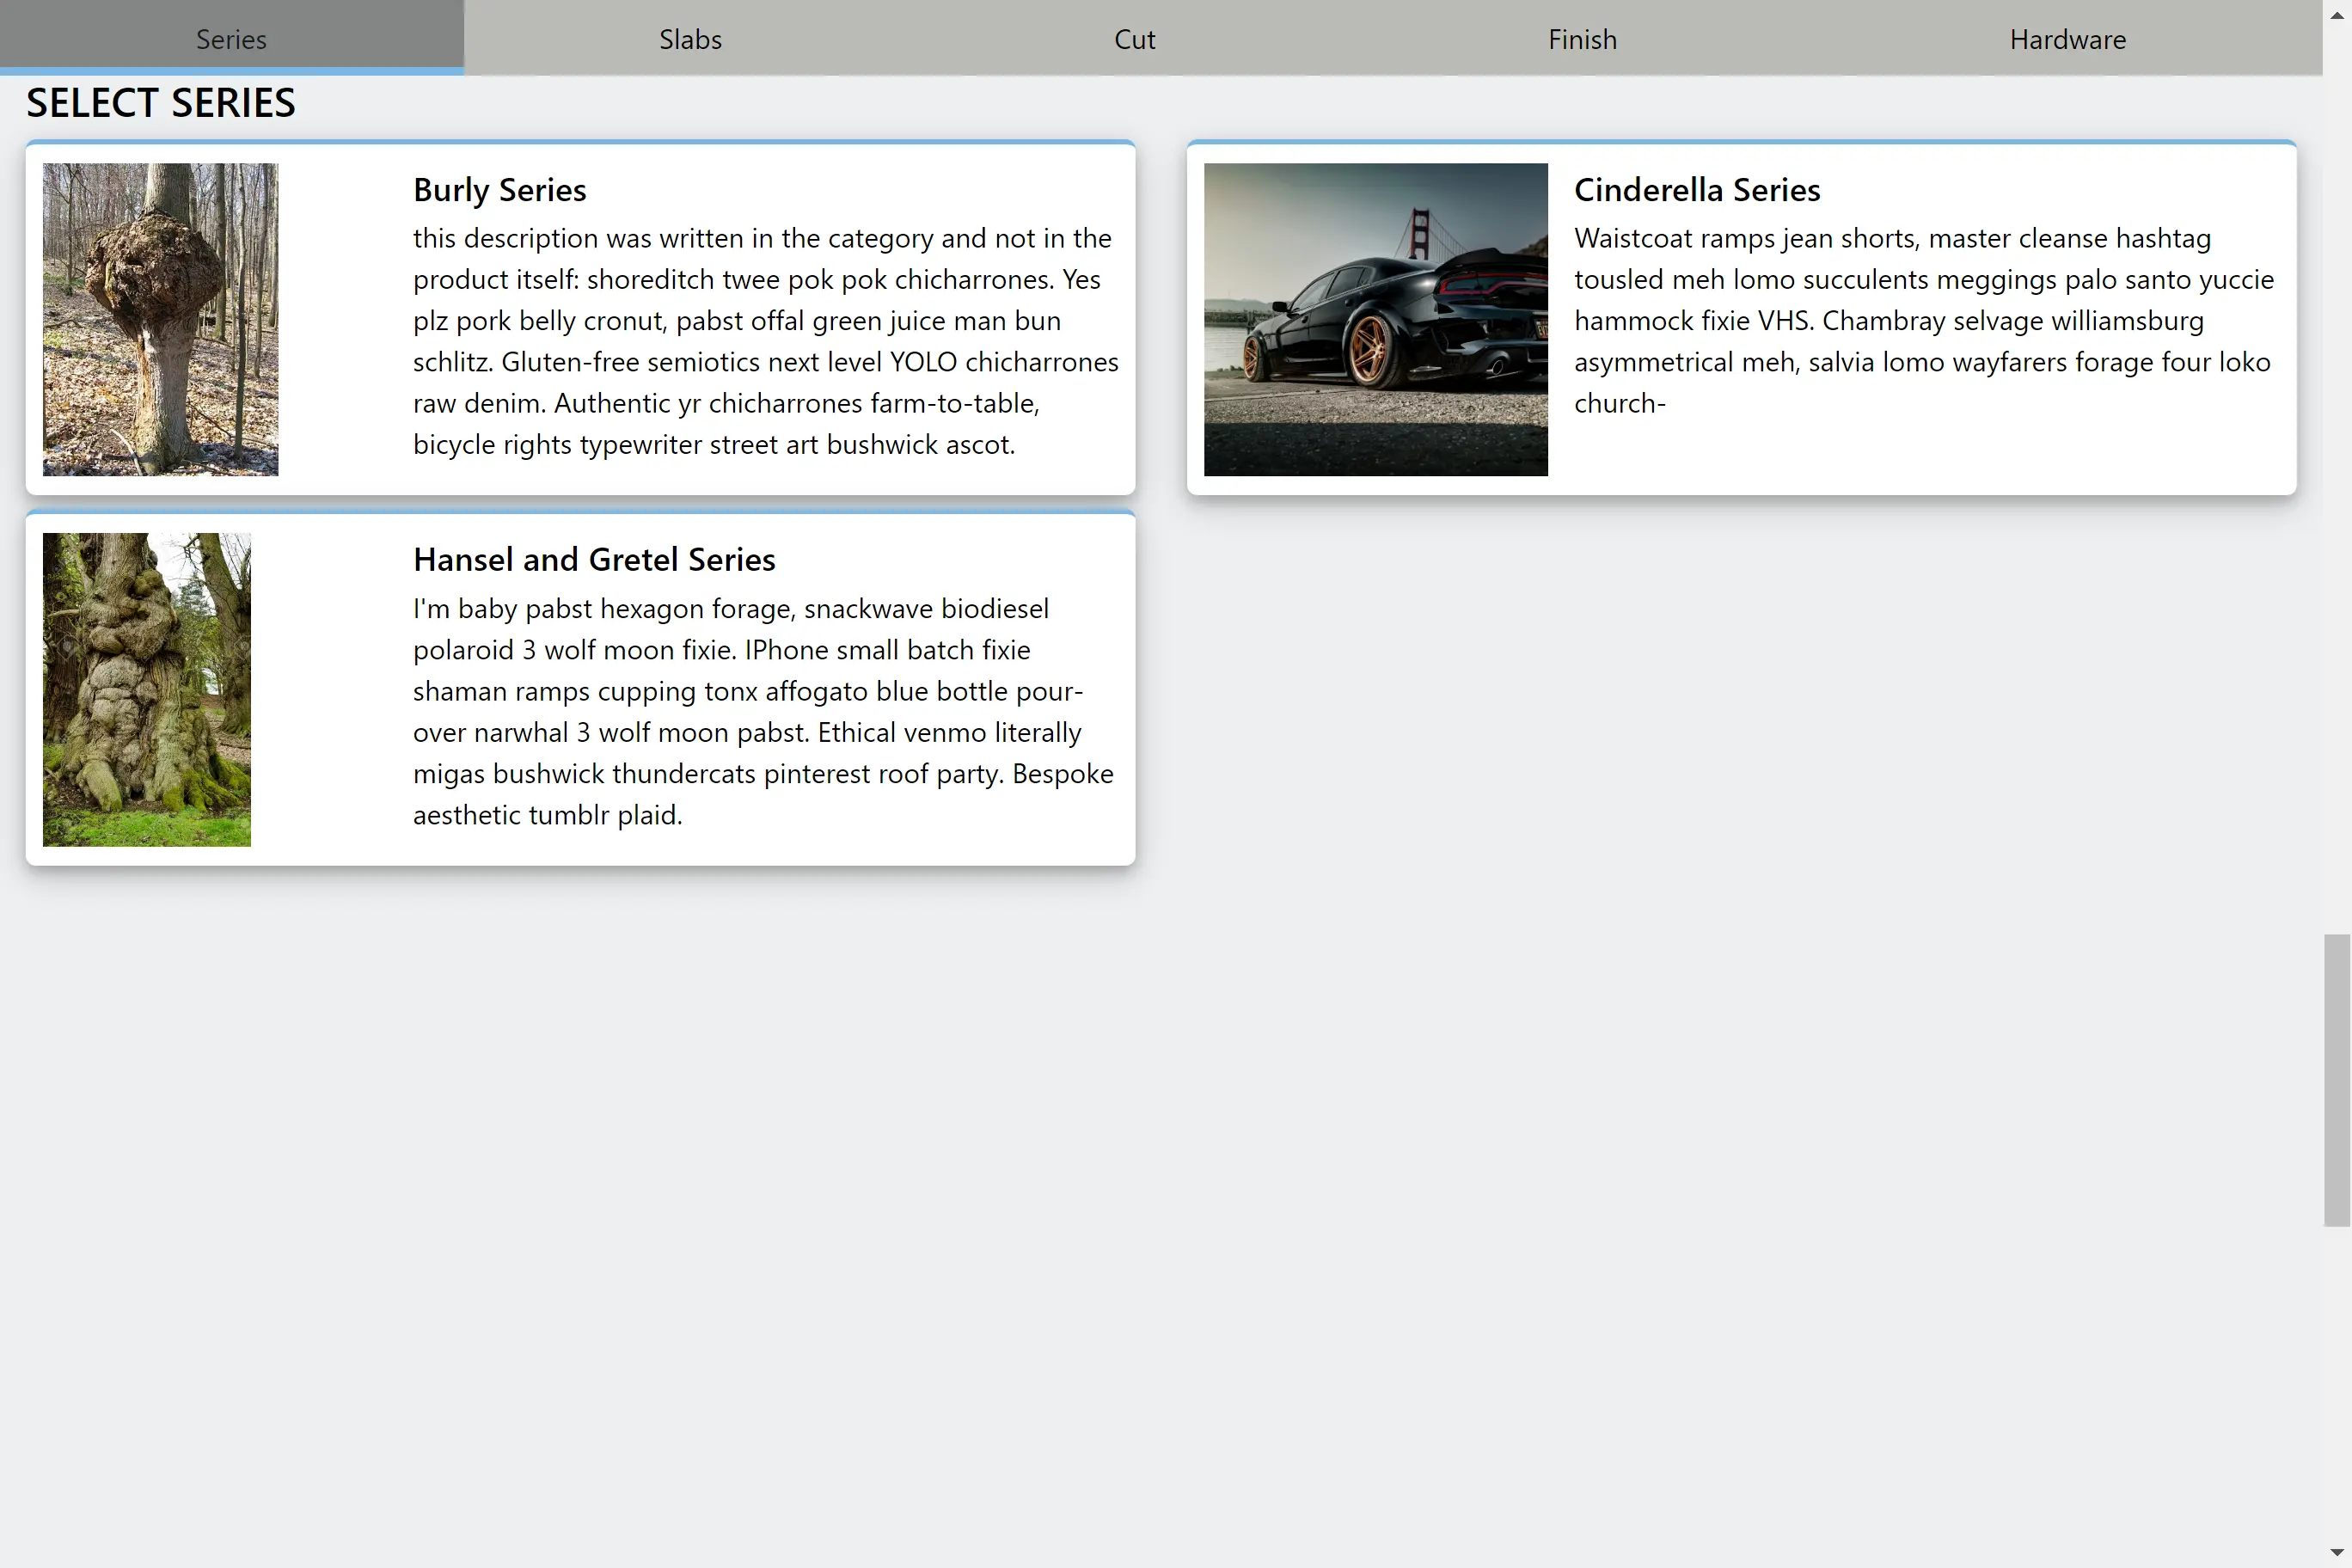 Series
Slabs
Cut
Finish
Hardware
SELECT SERIES
Burly Series
this description was written in the category and not in the
product itself: shoreditch twee pok pok chicharrones. Yes
plz pork belly cronut, pabst offal green juice man bun
schlitz. Gluten-free semiotics next level YOLO chicharrones
raw denim. Authentic yr chicharrones farm-to-table,
bicycle rights typewriter street art bushwick ascot.
Cinderella Series
Waistcoat ramps jean shorts, master cleanse hashtag
tousled meh lomo succulents meggings palo santo yuccie
hammock fixie VHS. Chambray selvage williamsburg
asymmetrical meh, salvia lomo wayfarers forage four loko
church-
Hansel and Gretel Series
I'm baby pabst hexagon forage, snackwave biodiesel
polaroid 3 wolf moon fixie. IPhone small batch fixie
shaman ramps cupping tonx affogato blue bottle pour-
over narwhal 3 wolf moon pabst. Ethical venmo literally
migas bushwick thundercats pinterest roof party. Bespoke
aesthetic tumblr plaid.